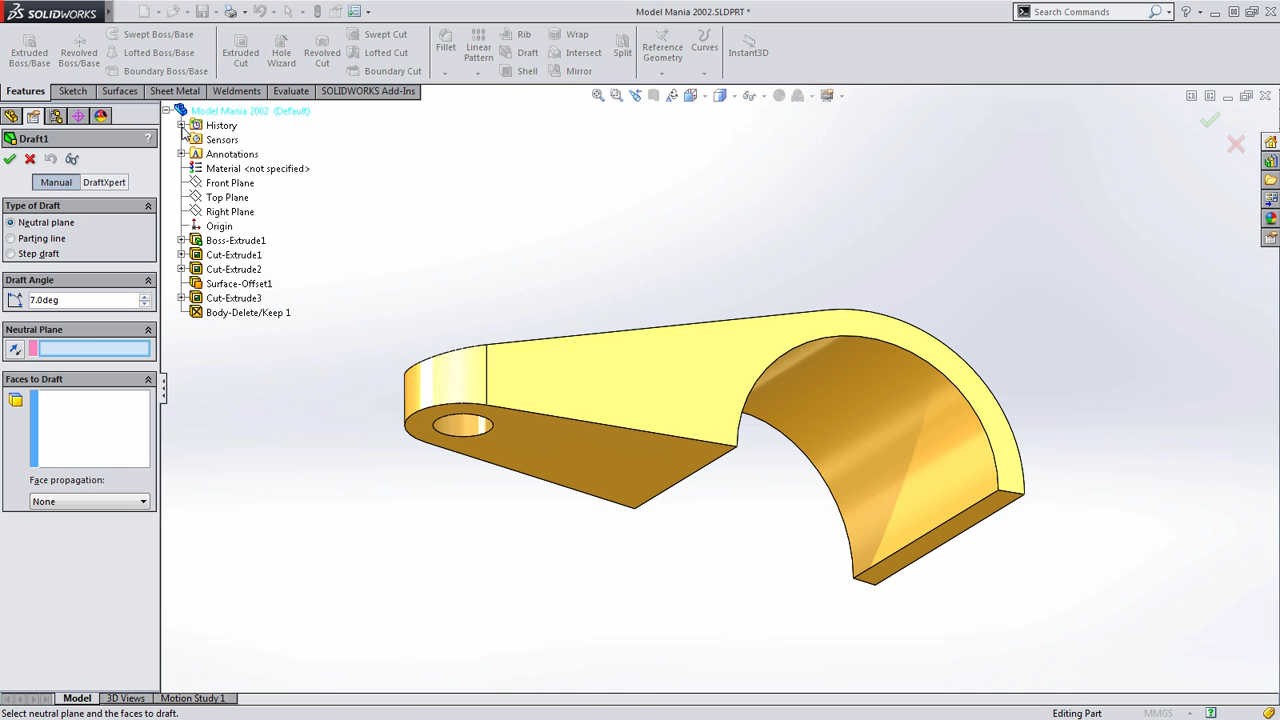 SOLIDWORKS
Model Mania 2002.SLDPRT *
Search Commands
Extruded Boss/Base
Revolved Boss/Base
Swept Boss/Base
Lofted Boss/Base
Boundary Boss/Base
Extruded Cut
Hole Wizard
Revolved Cut
Swept Cut
Lofted Cut
Boundary Cut
Fillet
Linear Pattern
Rib
Draft
Shell
Wrap
Intersect
Mirror
Split
Reference Geometry
Curves
Instant3D
Features
Sketch
Surfaces
Sheet Metal
Weldments
Evaluate
SOLIDWORKS Add-Ins
Draft1
?
Manual
DraftXpert
Type of Draft
Neutral plane
Parting line
Step draft
Draft Angle
7.0deg
Neutral Plane
Faces to Draft
Face propagation:
None
Model Mania 2002 (Default)
History
Sensors
Annotations
Material <not specified>
Front Plane
Top Plane
Right Plane
Origin
Boss-Extrude1
Cut-Extrude1
Cut-Extrude2
Surface-Offset1
Cut-Extrude3
Body-Delete/Keep 1
Model
3D Views
Motion Study 1
Select neutral plane and the faces to draft.
Editing Part
MMGS
?